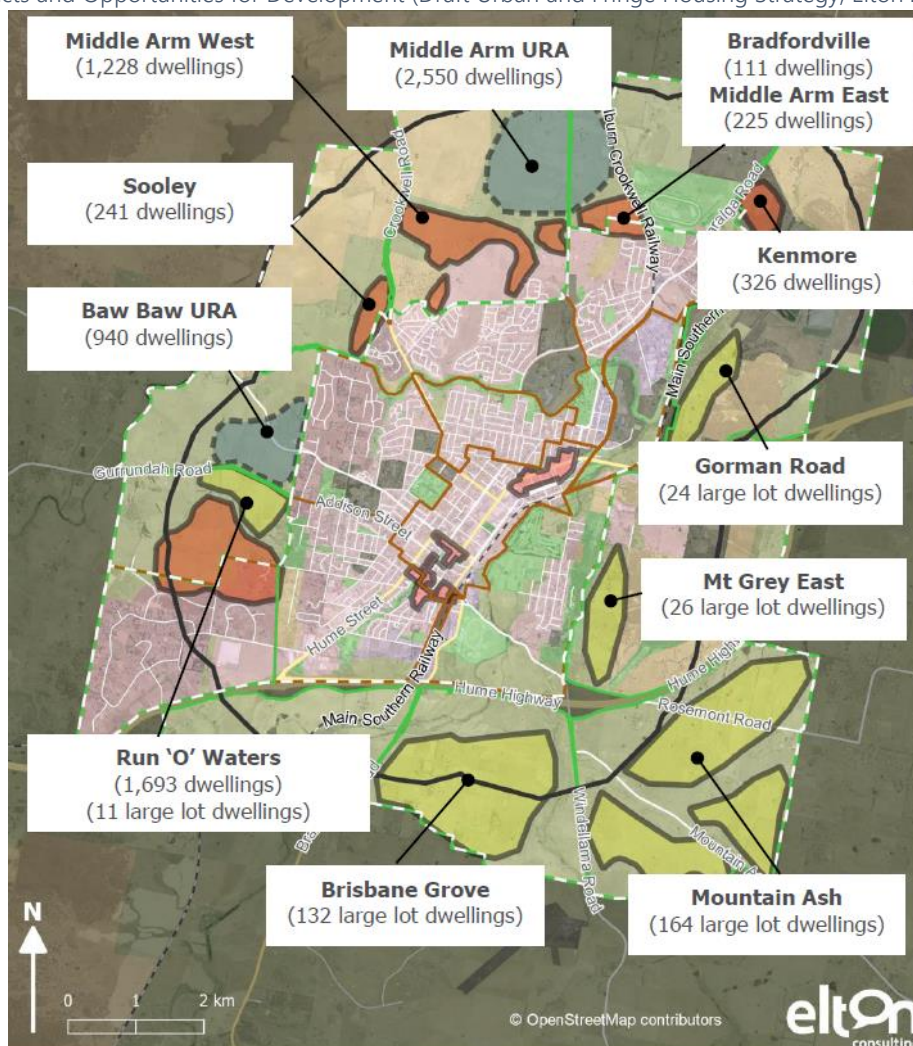 and Opportunities for Development (Draft Urban and Fringe Housing Strategy, Elton
Middle Arm West
(1,228 dwellings)
Middle Arm URA
(2,550 dwellings)
Bradfordville
(111 dwellings)
Middle Arm East
(225 dwellings)
Sooley
(241 dwellings)
Crookwell Road
Crookwell Railway
Road
Kenmore
(326 dwellings)
Baw Baw URA
(940 dwellings)
Main Southern
Gurrundah Road
Addison Street
Gorman Road
(24 large lot dwellings)
Mt Grey East
(26 large lot dwellings)
Hume Street
Main Southern Railway
Hume Highway
Hume High
Rosemont Road
Run ‘O’ Waters
(1,693 dwellings)
(11 large lot dwellings)
Windellama Road
Mountain A
Brisbane Grove
(132 large lot dwellings)
Mountain Ash
(164 large lot dwellings)
N
0 1 2 km
© OpenStreetMap contributors
elton
consulting